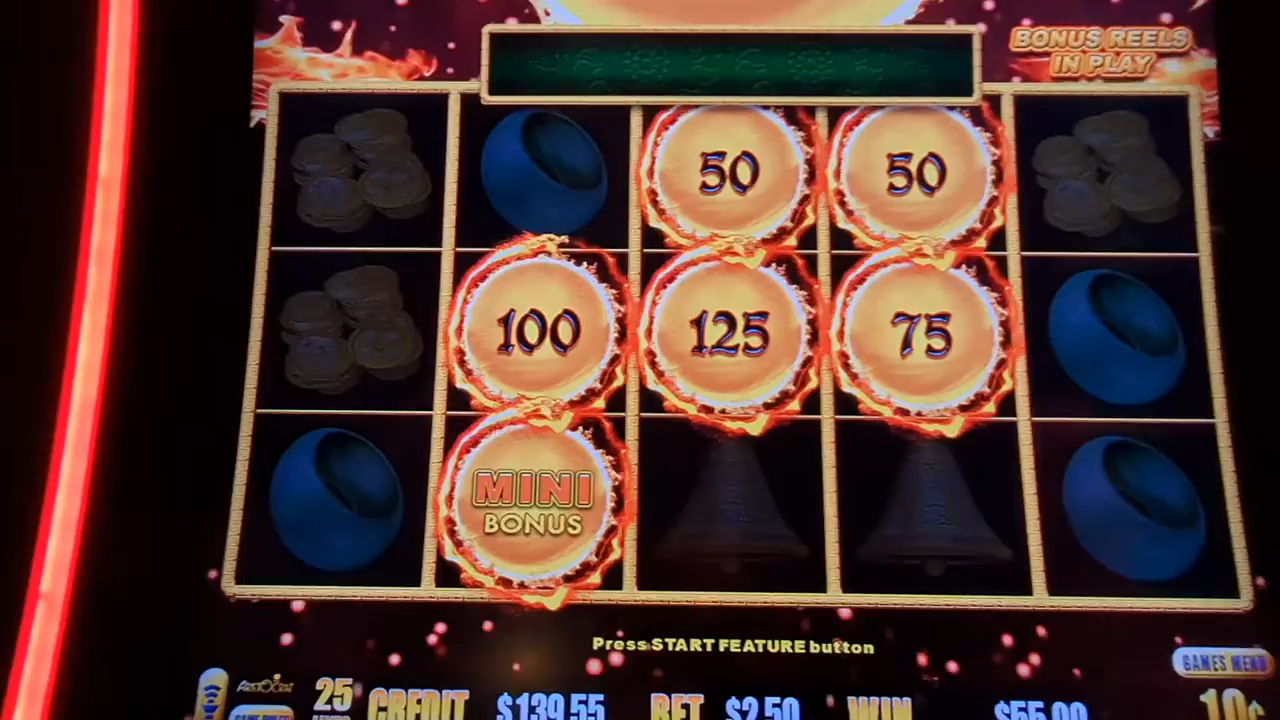 BONUS REELS
IN PLAY
50 50
100 125 75
MINI
BONUS
Press START FEATURE button
GAMES MENU
ARISTOCRAT 25 CREDIT $139.55 BET $2.50 WIN $55.00 10¢